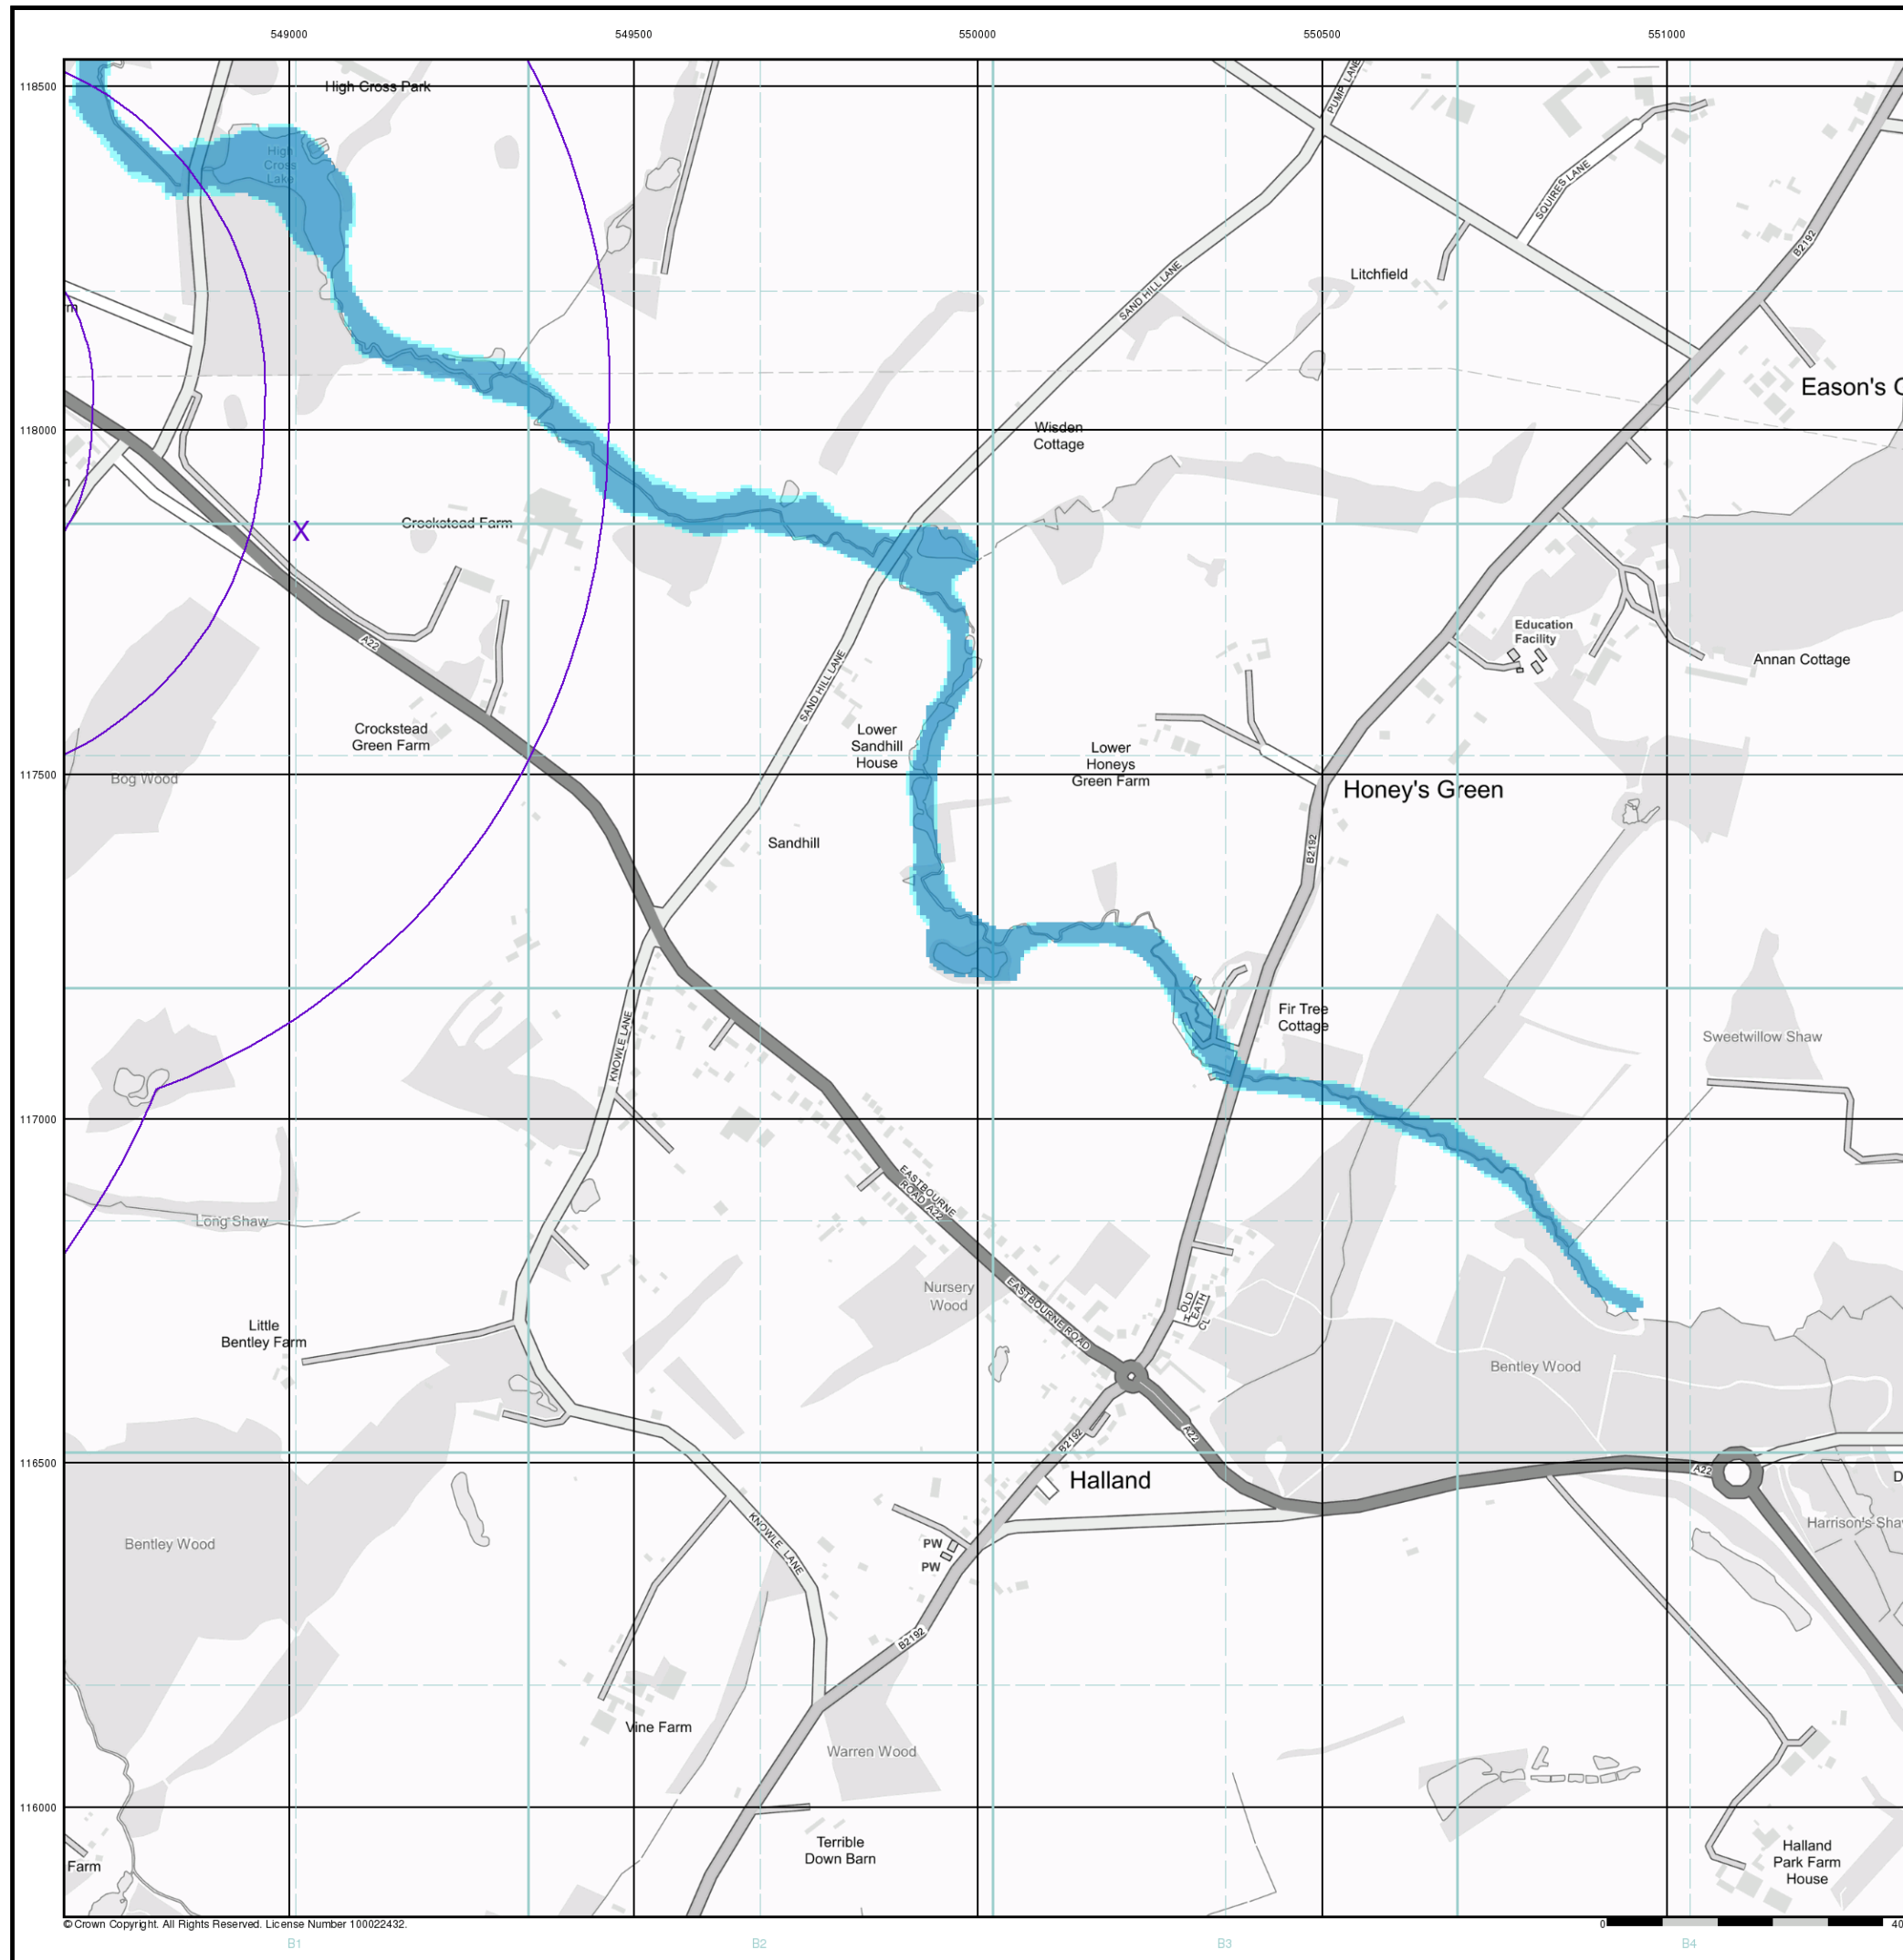 549000
549500
550000
550500
551000
118500
118000
117500
117000
116500
116000
High Cross Park
High
Cross
Lake
PUMP LANE
SQUIRES LANE
B2192
Litchfield
SAND HILL LANE
Eason's
Wisden
Cottage
X
Crockstead Farm
A22
Education
Facility
Annan Cottage
SAND HILL LANE
Crockstead
Green Farm
Lower
Sandhill
House
Lower
Honeys
Green Farm
Honey's Green
Bog Wood
Sandhill
B2192
Fir Tree
Cottage
Sweetwillow Shaw
KNOWLE LANE
EASTBOURNE
ROAD A22
Long Shaw
Nursery
Wood
EASTBOURNE ROAD
OLD
HEATH
CL
Little
Bentley Farm
Bentley Wood
A22
B2192
A22
Halland
Bentley Wood
KNOWLE LANE
PW
PW
B2192
Harrison's
Vine Farm
Warren Wood
Terrible
Down Barn
Farm
Halland
Park Farm
House
© Crown Copyright. All Rights Reserved. License Number 100022432.
0
B1
B2
B3
B4